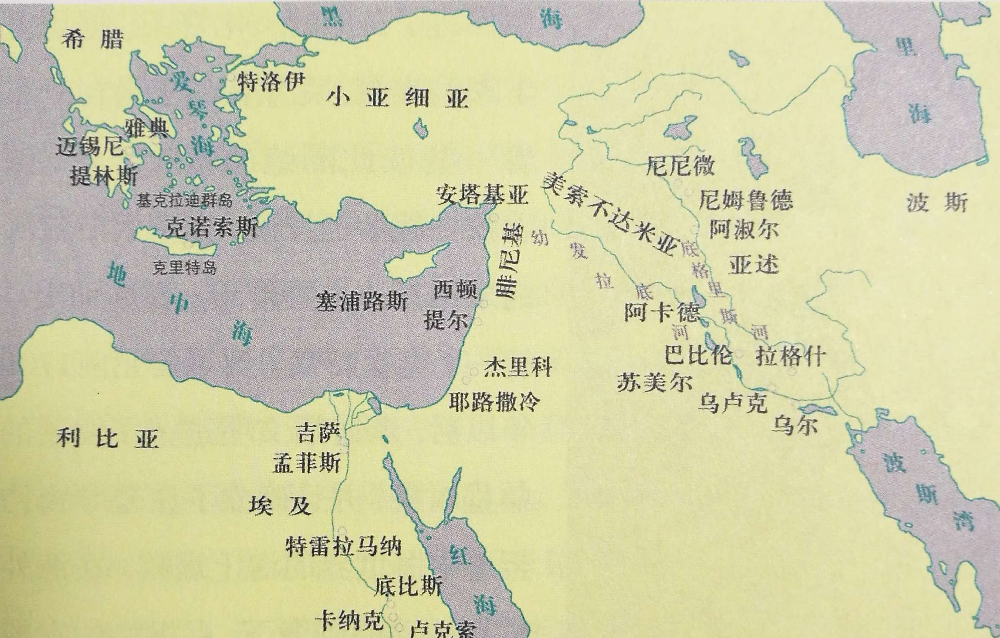 黑海
里海
希腊
爱琴海
特洛伊
小亚细亚
雅典
迈锡尼
提林斯
基克拉迪群岛
克诺索斯
克里特岛
地中海
安塔基亚
腓尼基
美索不达米亚
尼尼微
尼姆鲁德
阿淑尔
亚述
波斯
幼发拉底河
底格里斯河
塞浦路斯
西顿
提尔
阿卡德
巴比伦
拉格什
苏美尔
乌卢克
乌尔
杰里科
耶路撒冷
利比亚
吉萨
孟菲斯
埃及
特雷拉马纳
底比斯
卡纳克
卢克索
红海
波斯湾